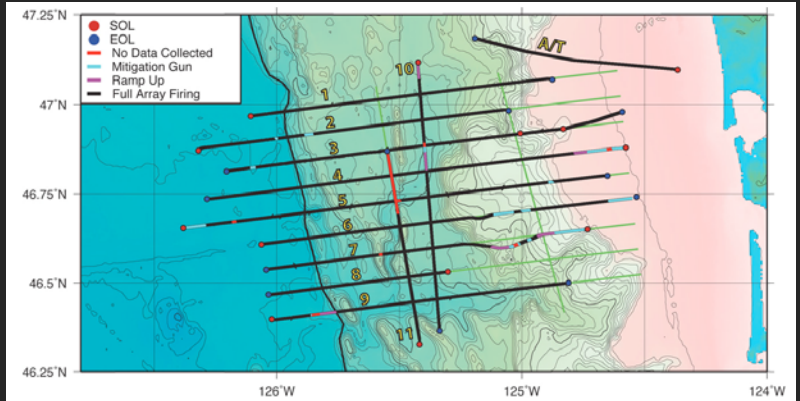 47.25°N
SOL
EOL
No Data Collected
Mitigation Gun
Ramp Up
Full Array Firing
A/T
10
1
47°N
2
3
4
46.75°N
5
6
7
8
46.5°N
9
11
46.25°N
126°W
125°W
124°W